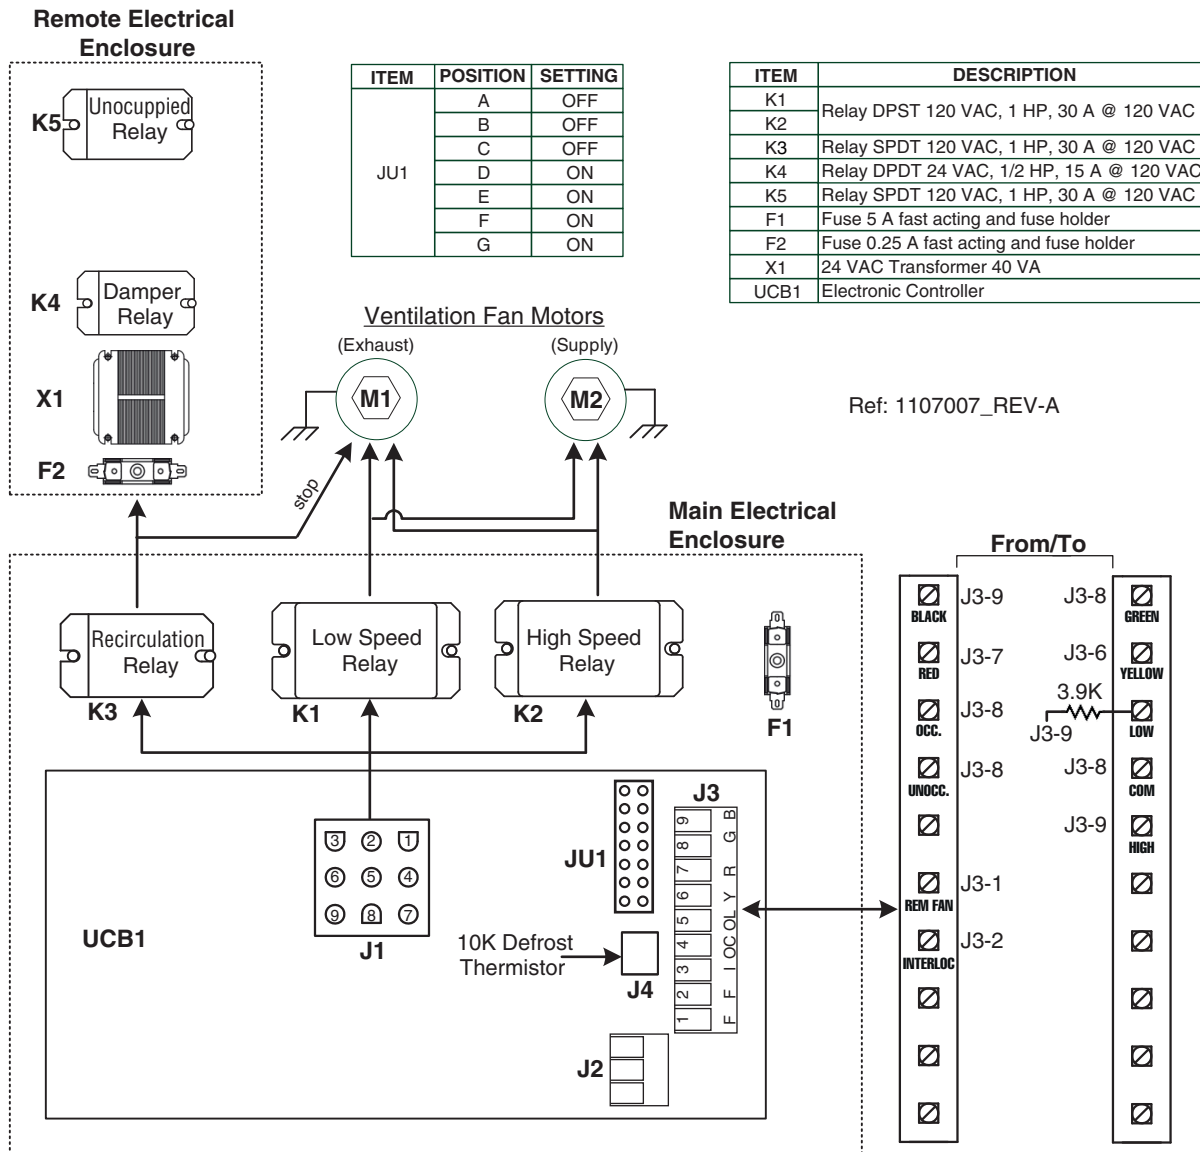 Remote Electrical
Enclosure
K5
Unocuppied
Relay
K4
Damper
Relay
X1
F2
ITEM POSITION SETTING
JU1
A OFF
B OFF
C OFF
D ON
E ON
F ON
G ON
ITEM DESCRIPTION
K1
K2
Relay DPST 120 VAC, 1 HP, 30 A @ 120 VAC
K3 Relay SPDT 120 VAC, 1 HP, 30 A @ 120 VAC
K4 Relay DPDT 24 VAC, 1/2 HP, 15 A @ 120 VAC
K5 Relay SPDT 120 VAC, 1 HP, 30 A @ 120 VAC
F1 Fuse 5 A fast acting and fuse holder
F2 Fuse 0.25 A fast acting and fuse holder
X1 24 VAC Transformer 40 VA
UCB1 Electronic Controller
Ventilation Fan Motors
(Exhaust) (Supply)
M1 M2
Ref: 1107007_REV-A
stop
Main Electrical
Enclosure
Recirculation
Relay
K3
Low Speed
Relay
K1
High Speed
Relay
K2
F1
UCB1
3 2 1
6 5 4
9 8 7
J1
JU1
10K Defrost
Thermistor
J4
J2
J3
9 B
8 G
7 R
6 Y
5 OL
4 OC
3 I
2 F
1 F
From/To
BLACK J3-9
RED J3-7
OCC. J3-8
UNOCC. J3-8
REM FAN J3-1
INTERLOC J3-2
J3-8 GREEN
J3-6 YELLOW
3.9K
J3-9 LOW
J3-8 COM
J3-9 HIGH